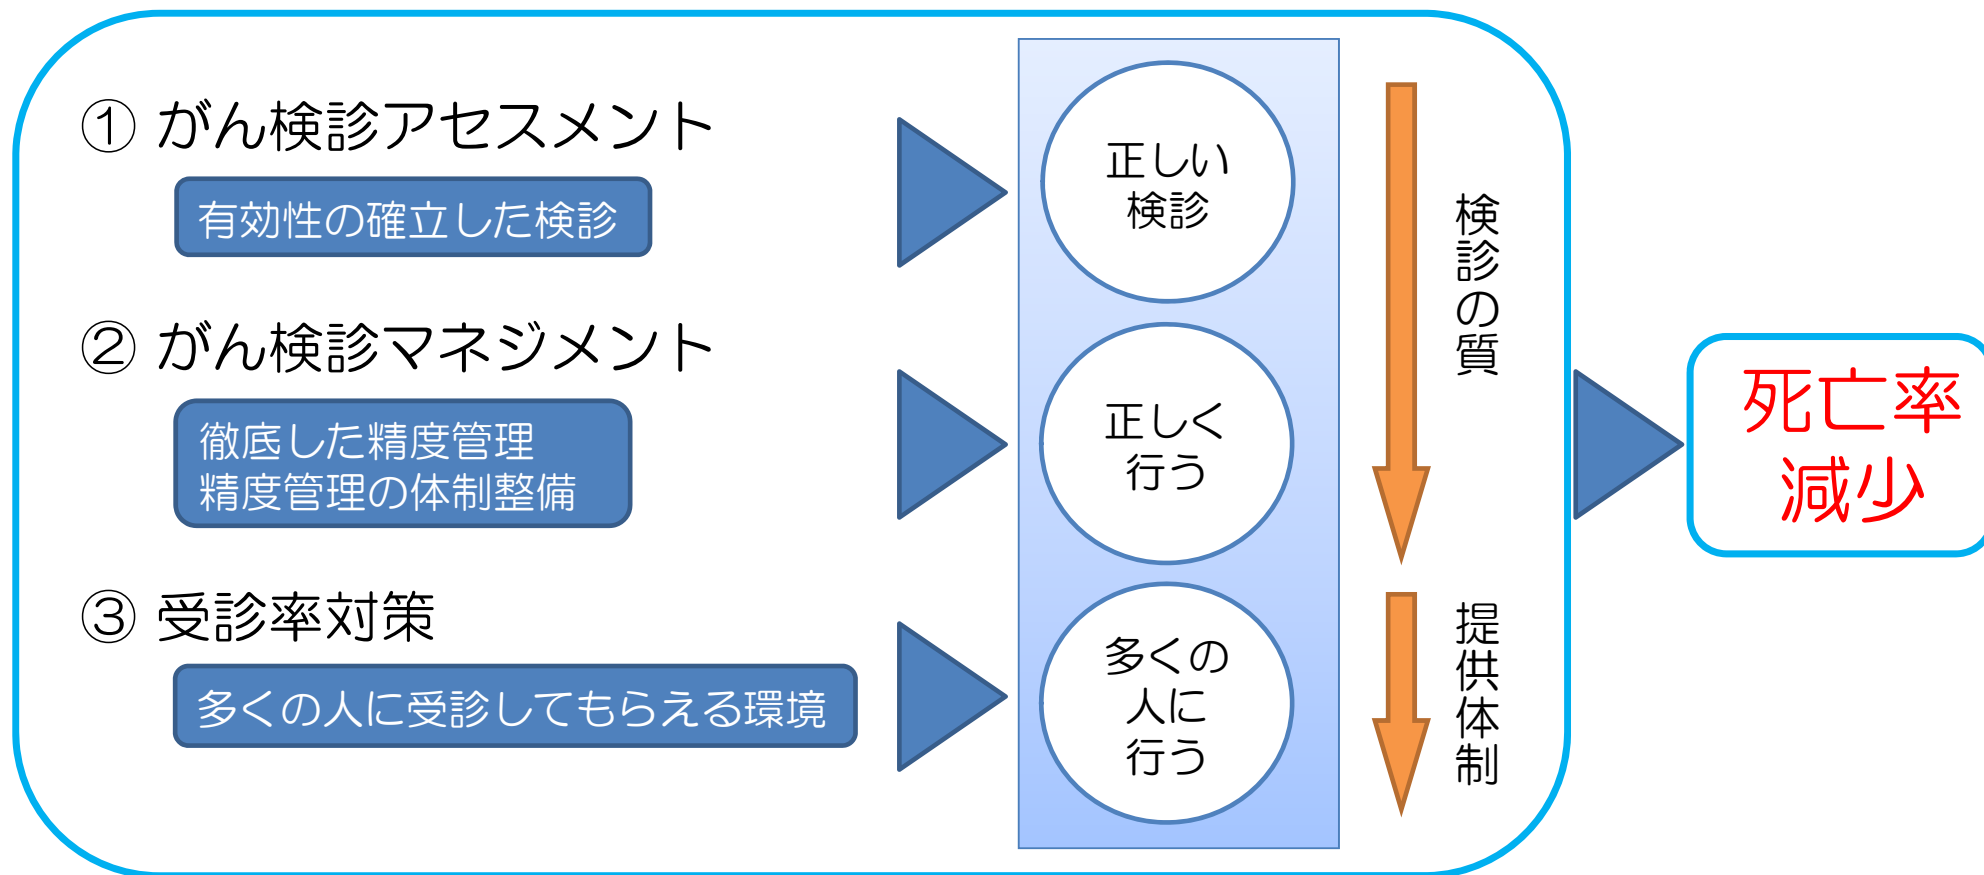 ① がん検診アセスメント
有効性の確立した検診
正しい
検診
② がん検診マネジメント
徹底した精度管理
精度管理の体制整備
正しく
行う
③ 受診率対策
多くの人に受診してもらえる環境
多くの
人に
行う
検診の質
提供体制
死亡率
減少